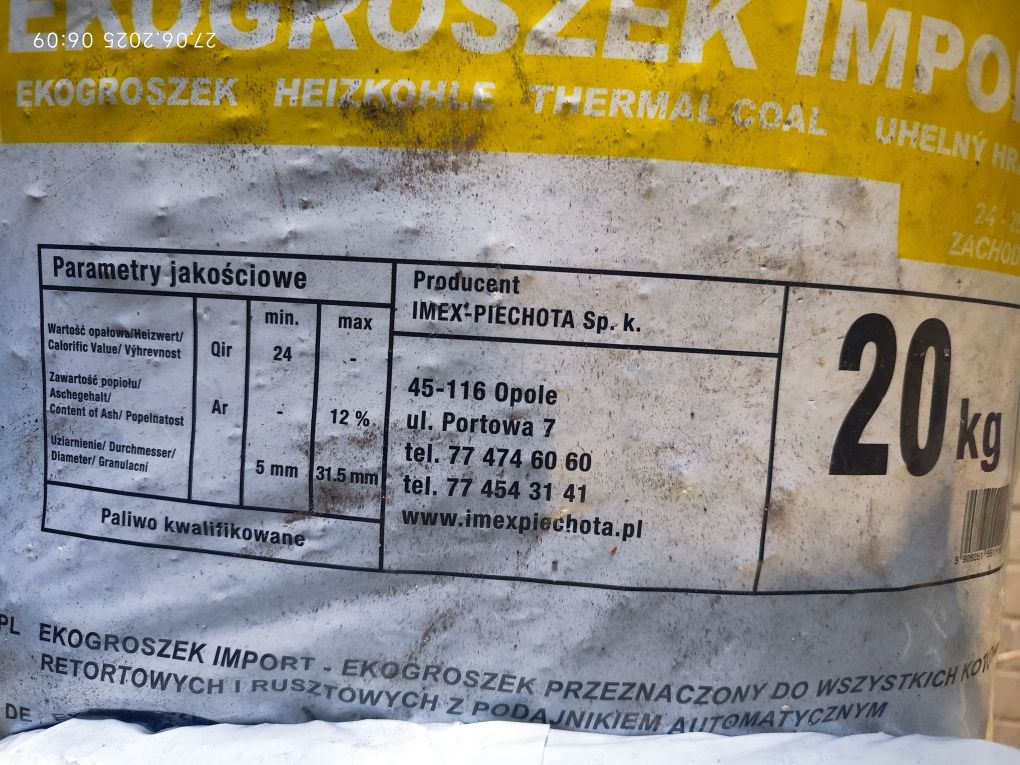 27.06.2025 06:09
EKOGROSZEK IMPO
EKOGROSZEK HEIZKOHLE THERMAL COAL UHELNÝ HR
24 -
ZACHOD
Parametry jakościowe
min. max
Wartość opałowa/Heizwert/
Calorific Value/ Výhrevnost Qir 24 -
Zawartość popiołu/
Aschegehalt/
Content of Ash/ Popelnatost Ar - 12 %
Uziarnienie/ Durchmesser/
Diameter/ Granulacní 5 mm 31.5 mm
Paliwo kwalifikowane
Producent
IMEX-PIECHOTA Sp. k.
45-116 Opole
ul. Portowa 7
tel. 77 474 60 60
tel. 77 454 31 41
www.imexpiechota.pl
20 kg
PL EKOGROSZEK IMPORT - EKOGROSZEK PRZEZNACZONY DO WSZYSTKICH
RETORTOWYCH I RUSZTOWYCH Z PODAJNIKIEM AUTOMATYCZNYM
DE